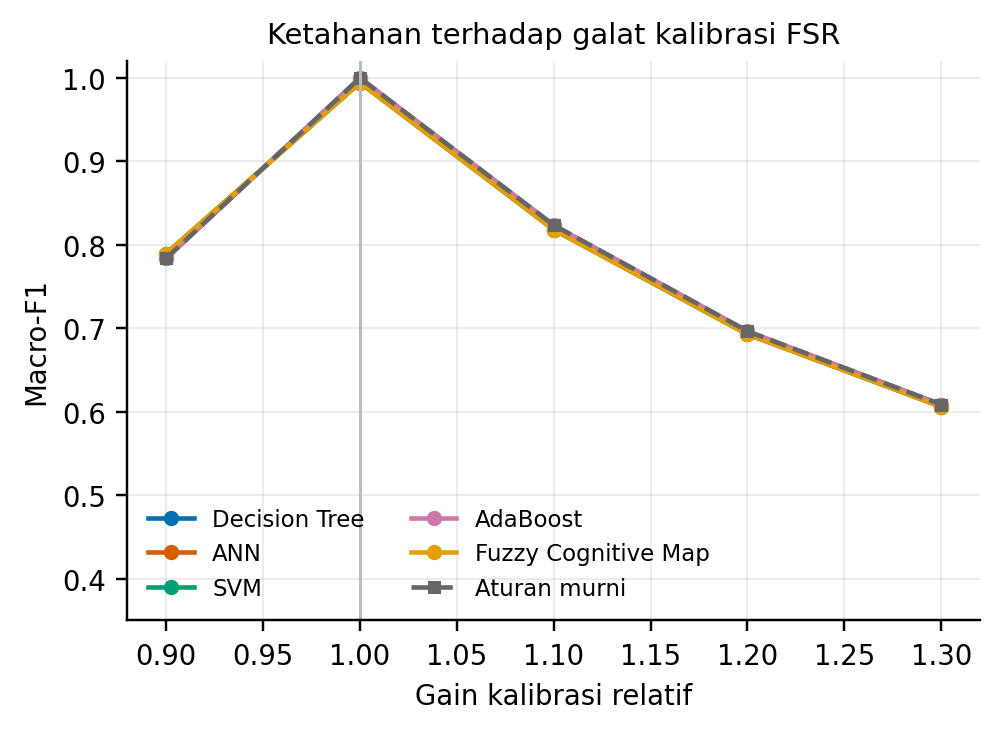 Ketahanan terhadap galat kalibrasi FSR
Macro-F1
1.0
0.9
0.8
0.7
0.6
0.5
0.4
Decision Tree
ANN
SVM
AdaBoost
Fuzzy Cognitive Map
Aturan murni
0.90 0.95 1.00 1.05 1.10 1.15 1.20 1.25 1.30
Gain kalibrasi relatif